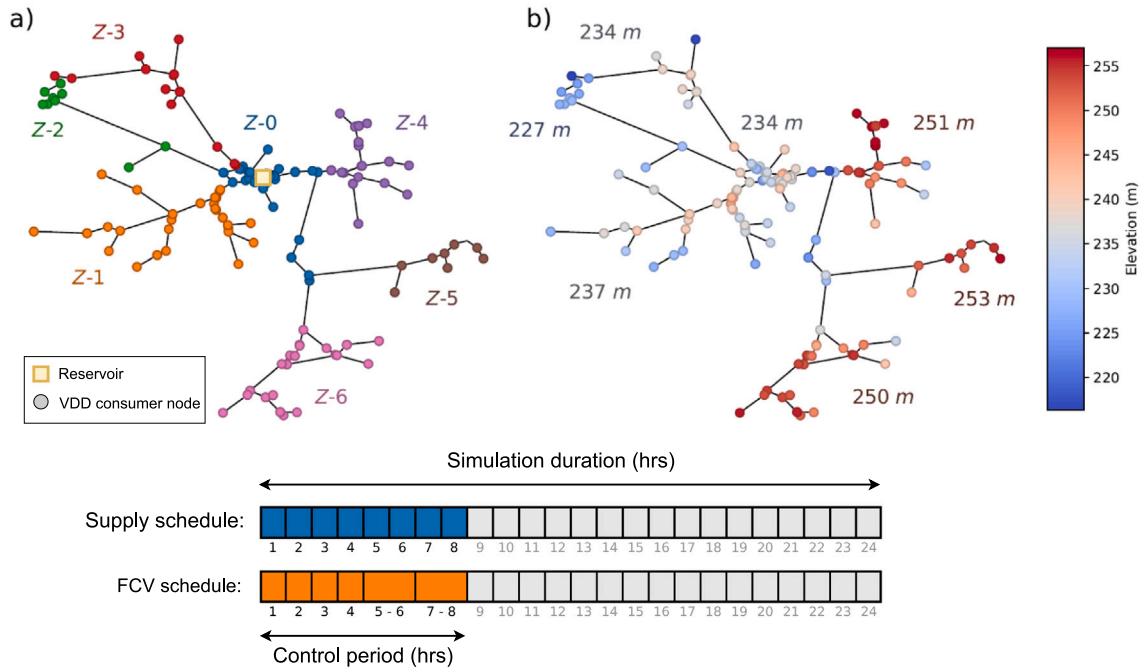 a)
Z-3
Z-0
Z-4
Z-2
Z-1
Z-5
Z-6
Reservoir
VDD consumer node
b)
234 m
227 m
234 m
251 m
237 m
253 m
250 m
255
250
245
240
235
230
225
220
Elevation (m)
Simulation duration (hrs)
Supply schedule:
1 2 3 4 5 6 7 8 9 10 11 12 13 14 15 16 17 18 19 20 21 22 23 24
FCV schedule:
1 2 3 4 5 - 6 7 - 8 9 10 11 12 13 14 15 16 17 18 19 20 21 22 23 24
Control period (hrs)